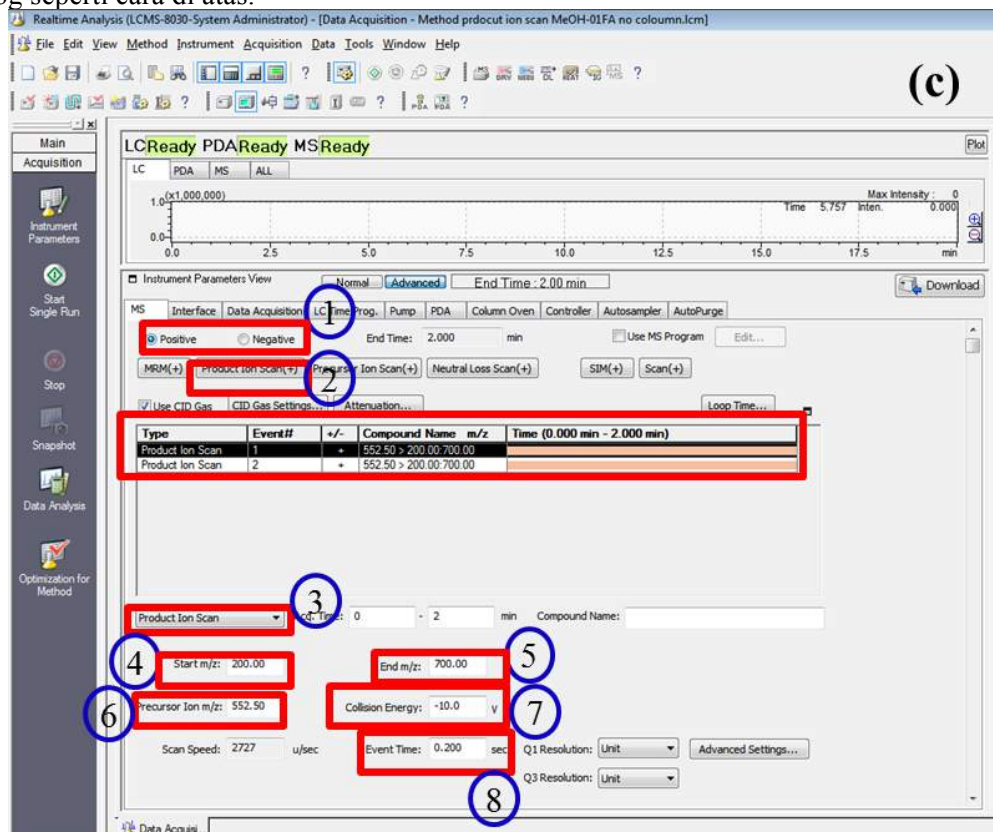 og seperti cara di atas.
Realtime Analysis (LCMS-8030-System Administrator) - [Data Acquisition - Method prdocut ion scan MeOH-01FA no coloumn.lcm]
File Edit View Method Instrument Acquisition Data Tools Window Help
(c)
Main
Acquisition
Instrument Parameters
Start Single Run
Stop
Snapshot
Data Analysis
Optimization for Method
LC Ready PDA Ready MS Ready
Plot
LC PDA MS ALL
(x1,000,000)
Max Intensity : 0
Time 5.757 Inten. 0.000
1.0
0.0
0.0 2.5 5.0 7.5 10.0 12.5 15.0 17.5 min
Instrument Parameters View Normal Advanced End Time : 2.00 min Download
MS Interface Data Acquisition LC Time Prog. Pump PDA Column Oven Controller Autosampler AutoPurge
1
Positive Negative End Time: 2.000 min Use MS Program Edit...
MRM(+) Product Ion Scan(+) Precursor Ion Scan(+) Neutral Loss Scan(+) SIM(+) Scan(+)
2
Use CID Gas CID Gas Settings... Attenuation... Loop Time...
Type Event# +/- Compound Name m/z Time (0.000 min - 2.000 min)
Product Ion Scan 1 + 552.50 > 200.00:700.00
Product Ion Scan 2 + 552.50 > 200.00:700.00
3
Product Ion Scan Acq. Time: 0 - 2 min Compound Name:
4 Start m/z: 200.00 End m/z: 700.00 5
6 Precursor Ion m/z: 552.50 Collision Energy: -10.0 V 7
Scan Speed: 2727 u/sec Event Time: 0.200 sec Q1 Resolution: Unit Advanced Settings...
8 Q3 Resolution: Unit
Data Acquisi